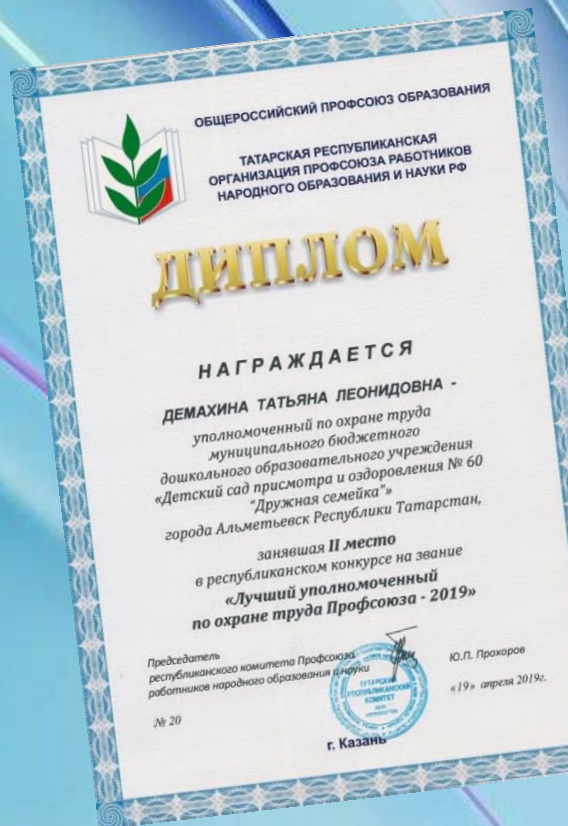 ОБЩЕРОССИЙСКИЙ ПРОФСОЮЗ ОБРАЗОВАНИЯ
ТАТАРСКАЯ РЕСПУБЛИКАНСКАЯ
ОРГАНИЗАЦИЯ ПРОФСОЮЗА РАБОТНИКОВ
НАРОДНОГО ОБРАЗОВАНИЯ И НАУКИ РФ
ДИПЛОМ
НАГРАЖДАЕТСЯ
ДЕМАХИНА ТАТЬЯНА ЛЕОНИДОВНА -
уполномоченный по охране труда
муниципального бюджетного
дошкольного образовательного учреждения
«Детский сад присмотра и оздоровления № 60
"Дружная семейка"»
города Альметьевск Республики Татарстан,
занявшая II место
в республиканском конкурсе на звание
«Лучший уполномоченный
по охране труда Профсоюза - 2019»
Председатель
республиканского комитета Профсоюза
работников народного образования и науки
Ю.П. Прохоров
№ 20
«19» апреля 2019г.
ТАТАРСКИЙ
РЕСПУБЛИКАНСКИЙ
КОМИТЕТ
г. Казань